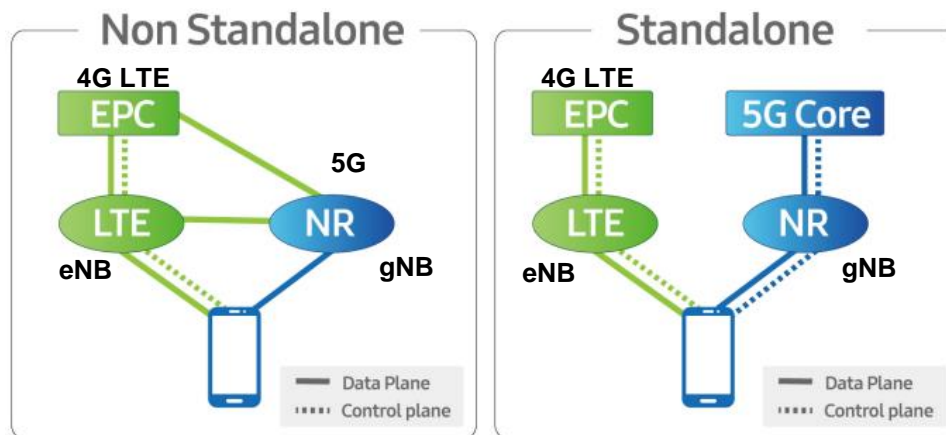 Non Standalone
4G LTE
EPC
5G
LTE
NR
eNB
gNB
Data Plane
Control plane
Standalone
4G LTE
EPC
5G Core
LTE
NR
eNB
gNB
Data Plane
Control plane